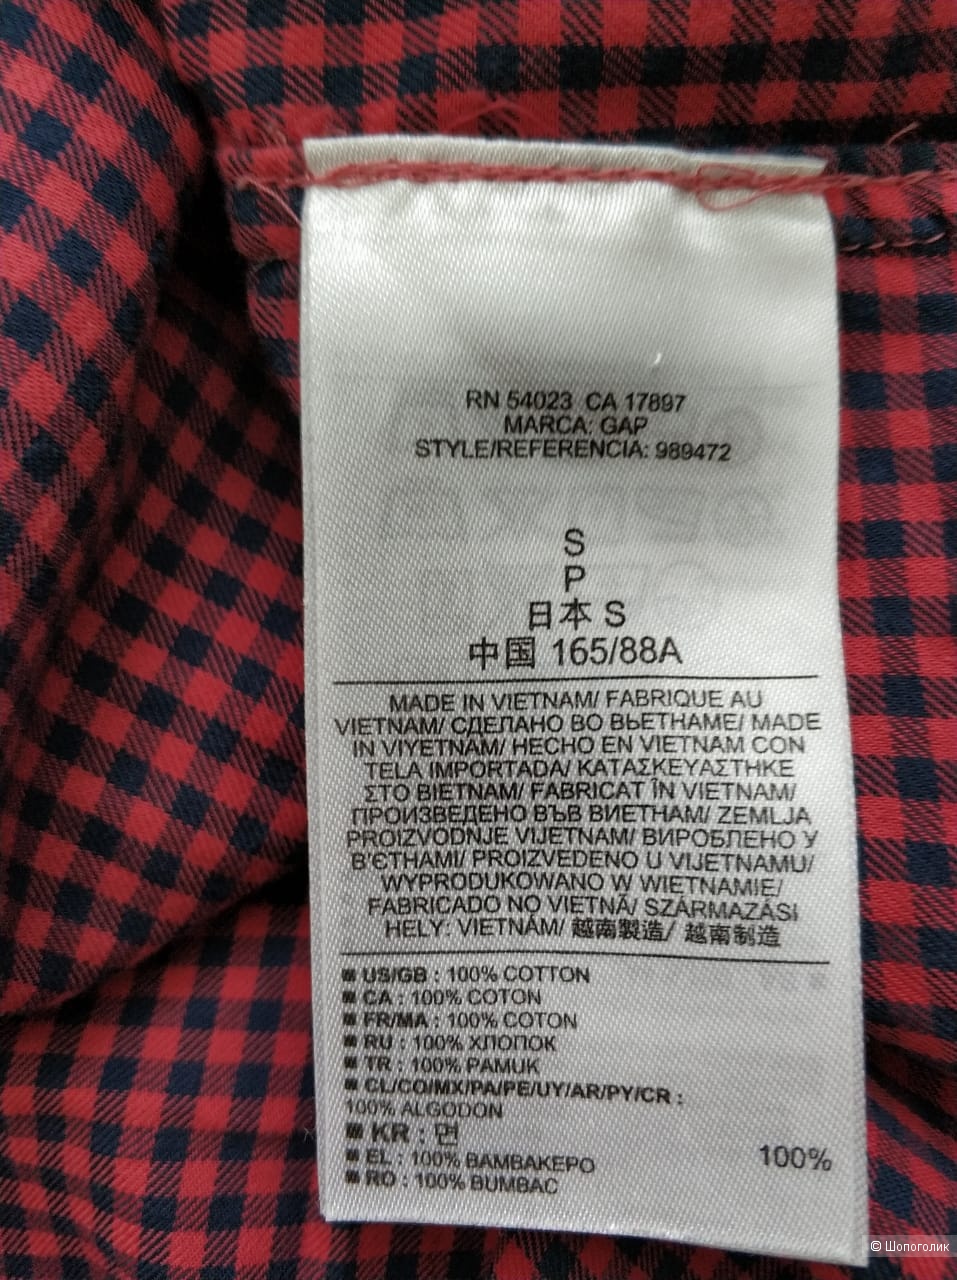 RN 54023 CA 17897
MARCA: GAP
STYLE/REFERENCIA: 989472
S
P
日本 S
中国 165/88A
MADE IN VIETNAM/ FABRIQUE AU
VIETNAM/ СДЕЛАНО ВО ВЬЕТНАМЕ/ MADE
IN VIYETNAM/ HECHO EN VIETNAM CON
TELA IMPORTADA/ ΚΑΤΑΣΚΕΥΑΣΤΗΚΕ
ΣΤΟ ΒΙΕΤΝΑΜ/ FABRICAT ÎN VIETNAM/
ПРОИЗВЕДЕНО ВЪВ ВИЕТНАМ/ ZEMLJA
PROIZVODNJE VIJETNAM/ ВИРОБЛЕНО У
В'ЄТНАМІ/ PROIZVEDENO U VIJETNAMU/
WYPRODUKOWANO W WIETNAMIE/
FABRICADO NO VIETNÃ/ SZÁRMAZÁSI
HELY: VIETNÁM/ 越南製造/ 越南制造
■ US/GB : 100% COTTON
■ CA : 100% COTON
■ FR/MA : 100% COTON
■ RU : 100% ХЛОПОК
■ TR : 100% PAMUK
■ CL/CO/MX/PA/PE/UY/AR/PY/CR :
100% ALGODON
■ KR : 면 100%
■ EL : 100% ΒΑΜΒΑΚΕΡΟ
■ RO : 100% BUMBAC
© Шопоголик